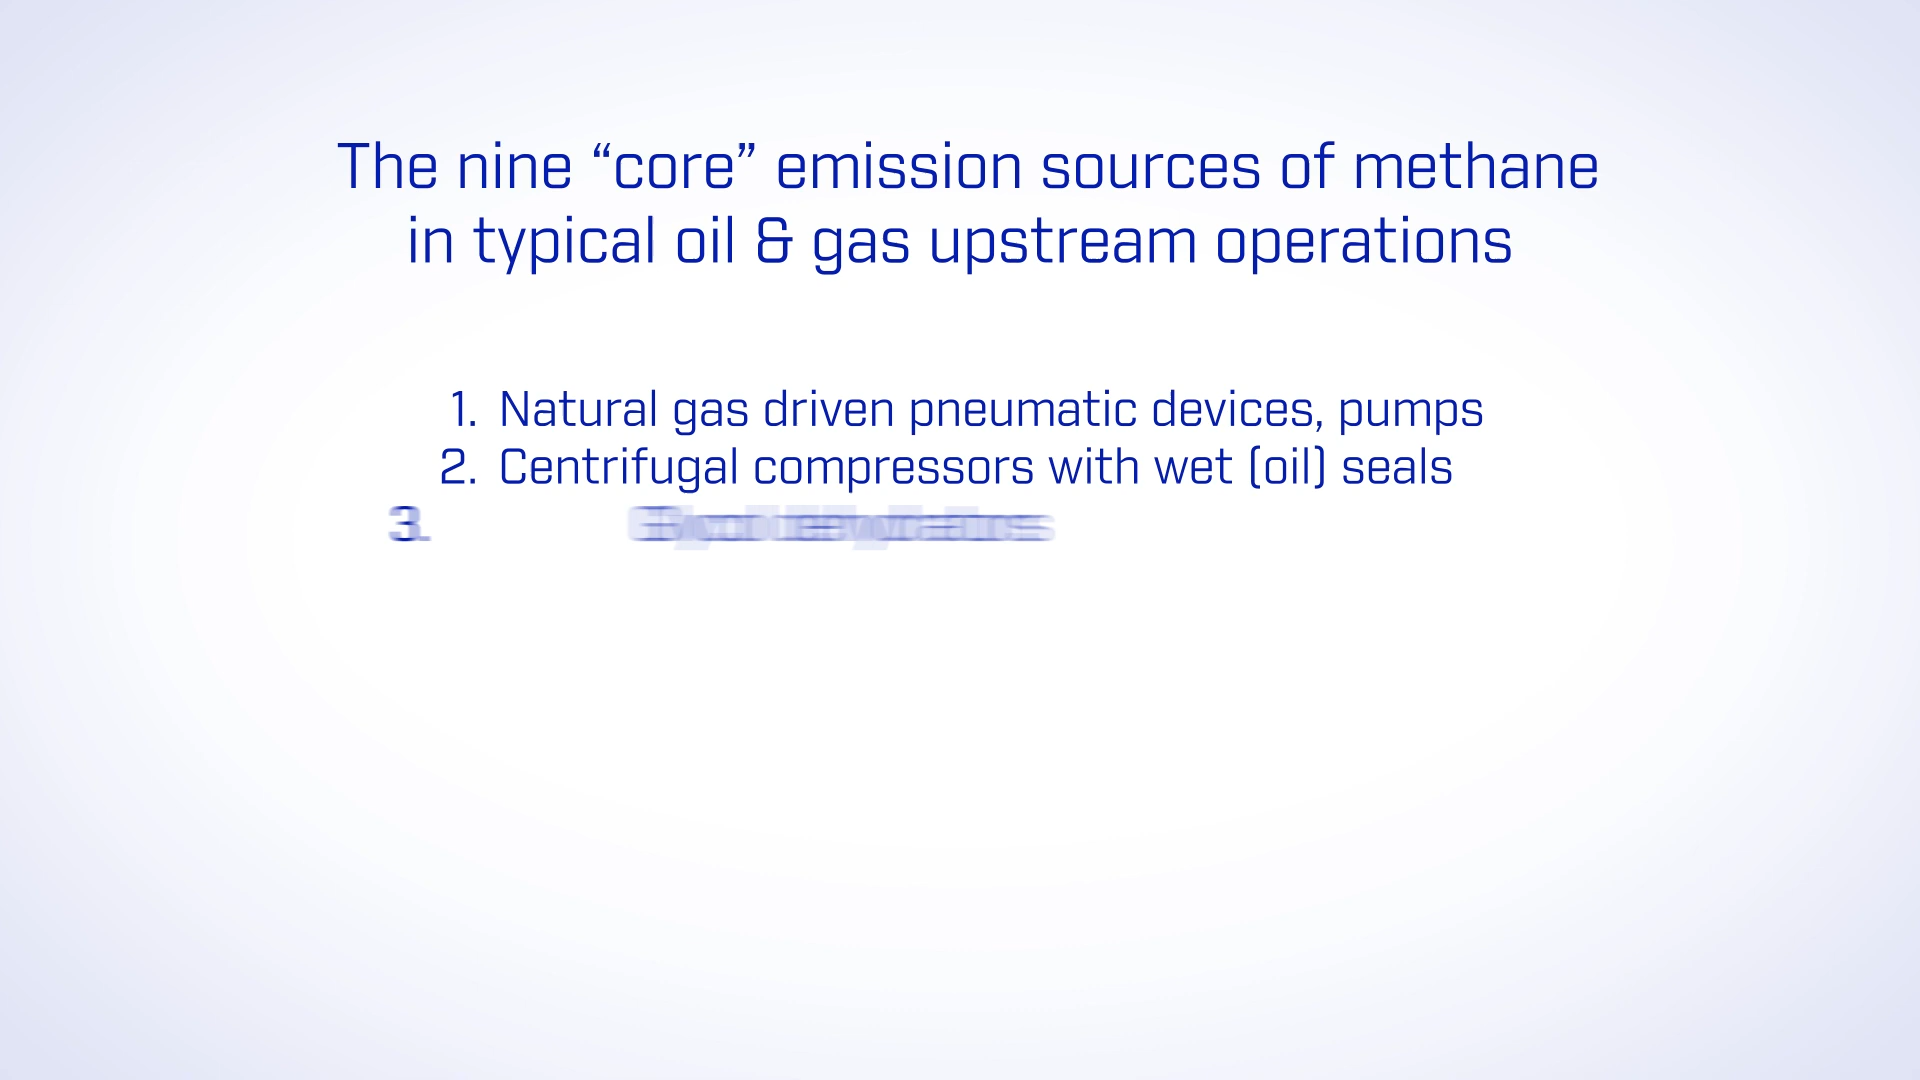 The nine “core” emission sources of methane
in typical oil & gas upstream operations
1. Natural gas driven pneumatic devices, pumps
2. Centrifugal compressors with wet (oil) seals
3.